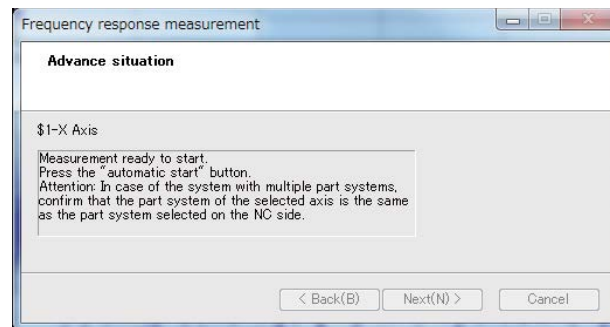 Frequency response measurement
Advance situation
$1-X Axis
Measurement ready to start.
Press the "automatic start" button.
Attention: In case of the system with multiple part systems,
confirm that the part system of the selected axis is the same
as the part system selected on the NC side.
< Back(B) Next(N) > Cancel